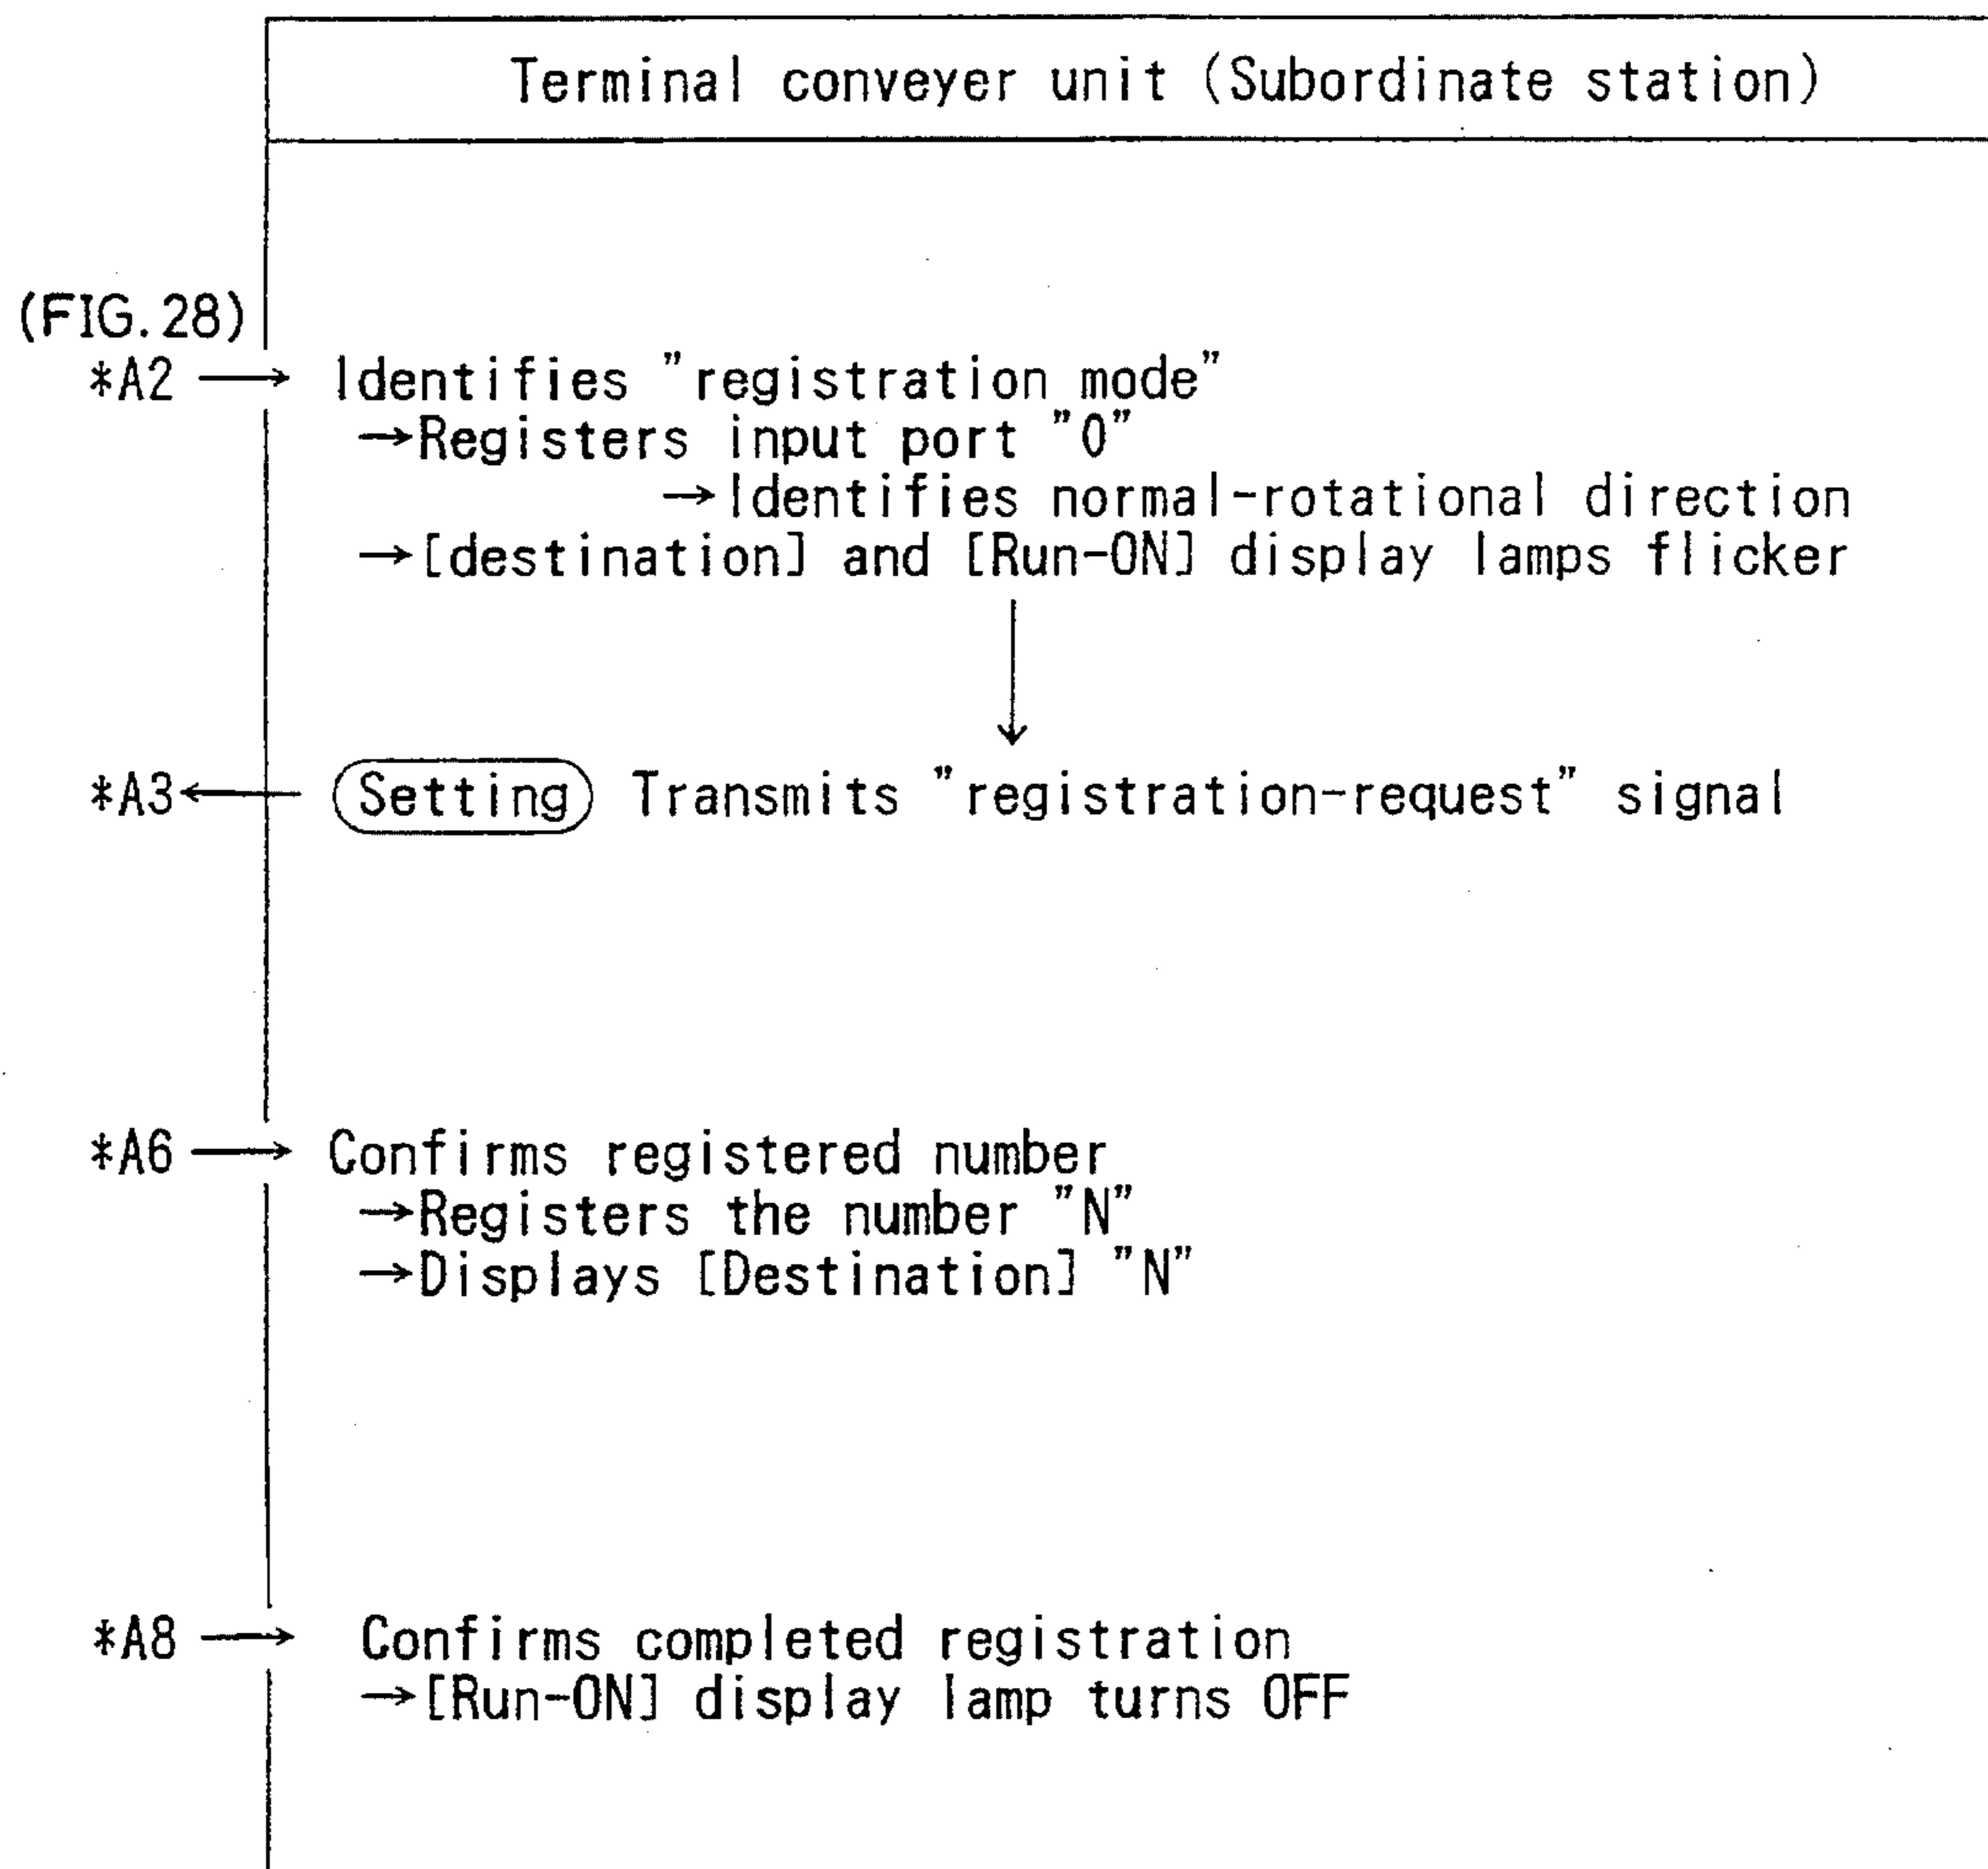 Terminal conveyer unit (Subordinate station)
(FIG.28)
*A2 → Identifies "registration mode"
→Registers input port "0"
→Identifies normal-rotational direction
→[destination] and [Run-ON] display lamps flicker
*A3← Setting Transmits "registration-request" signal
*A6 → Confirms registered number
→Registers the number "N"
→Displays [Destination] "N"
*A8 → Confirms completed registration
→[Run-ON] display lamp turns OFF